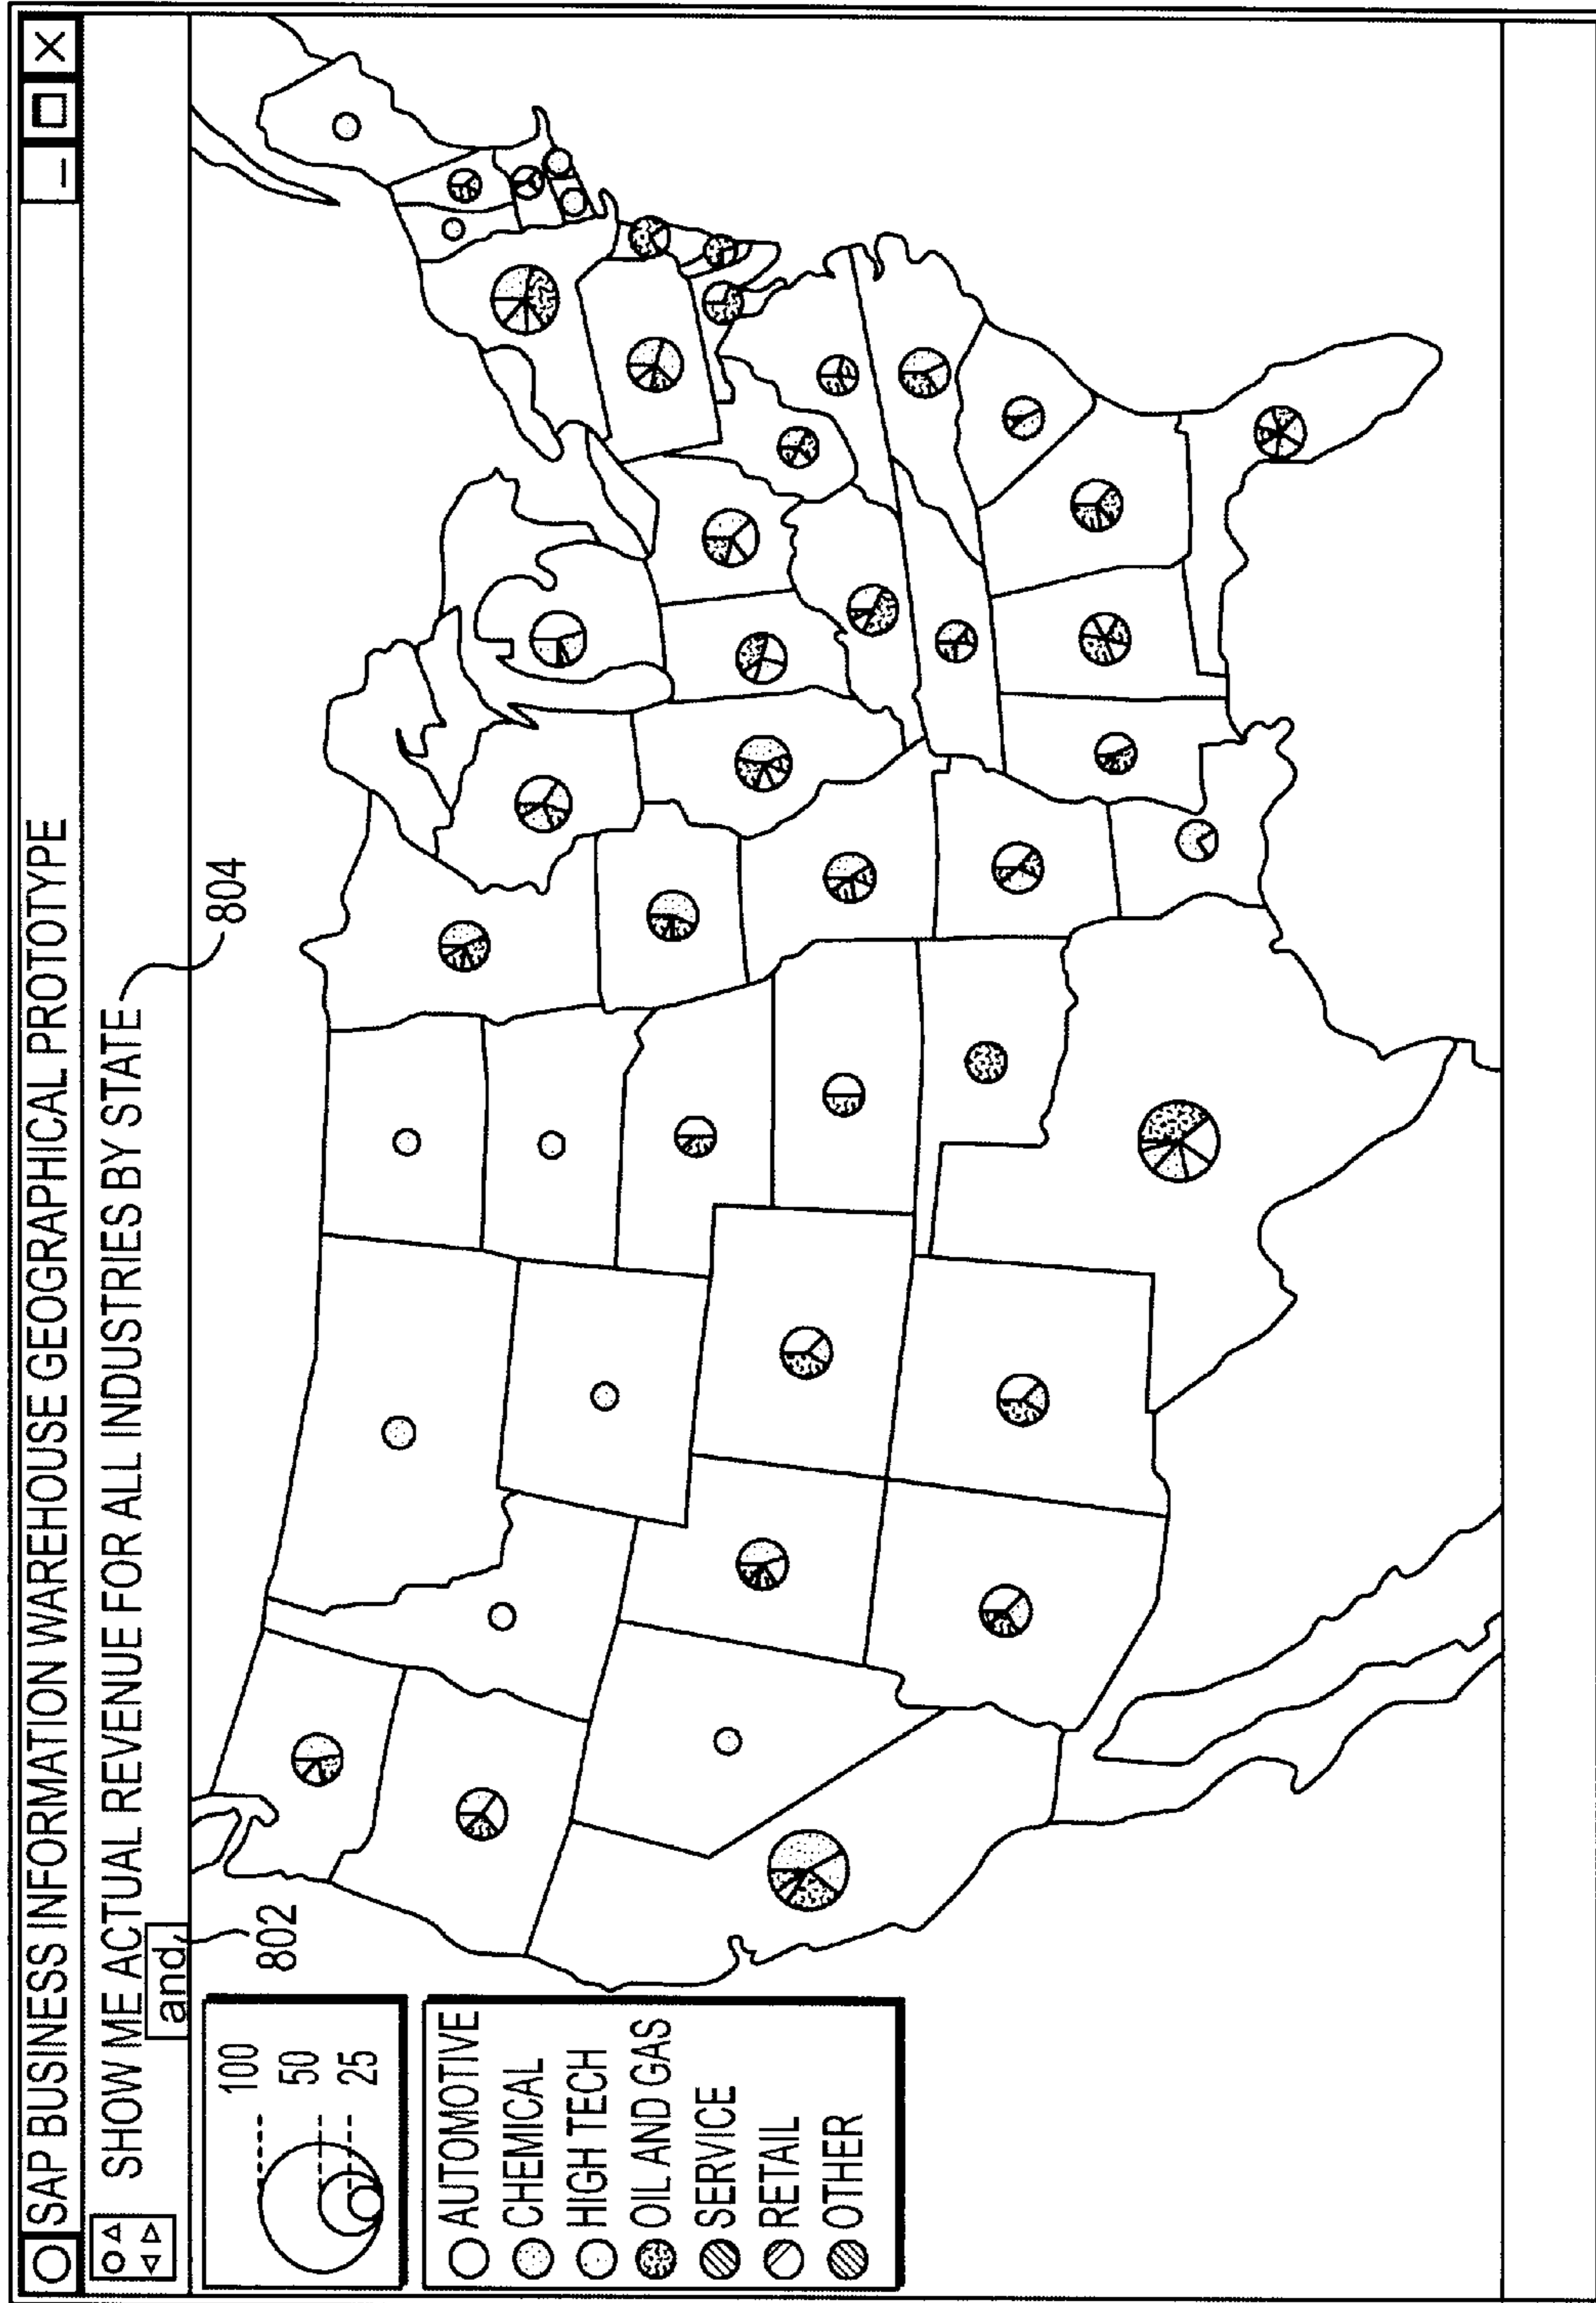 SAP BUSINESS INFORMATION WAREHOUSE GEOGRAPHICAL PROTOTYPE
SHOW ME ACTUAL REVENUE FOR ALL INDUSTRIES BY STATE
804
and,
802
100
50
25
AUTOMOTIVE
CHEMICAL
HIGH TECH
OIL AND GAS
SERVICE
RETAIL
OTHER